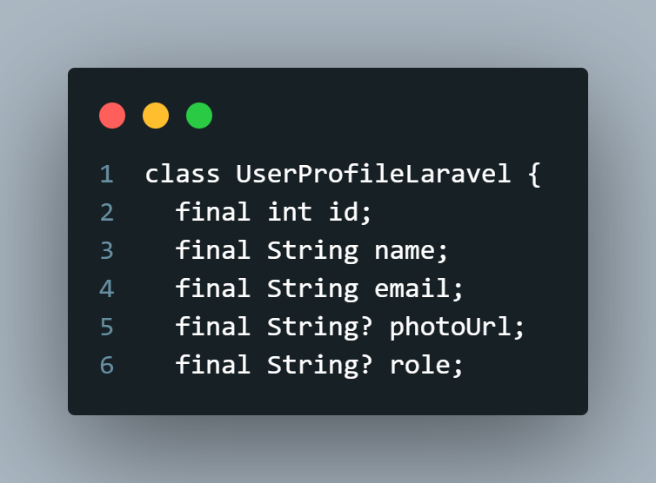 1 class UserProfileLaravel {
2 final int id;
3 final String name;
4 final String email;
5 final String? photoUrl;
6 final String? role;